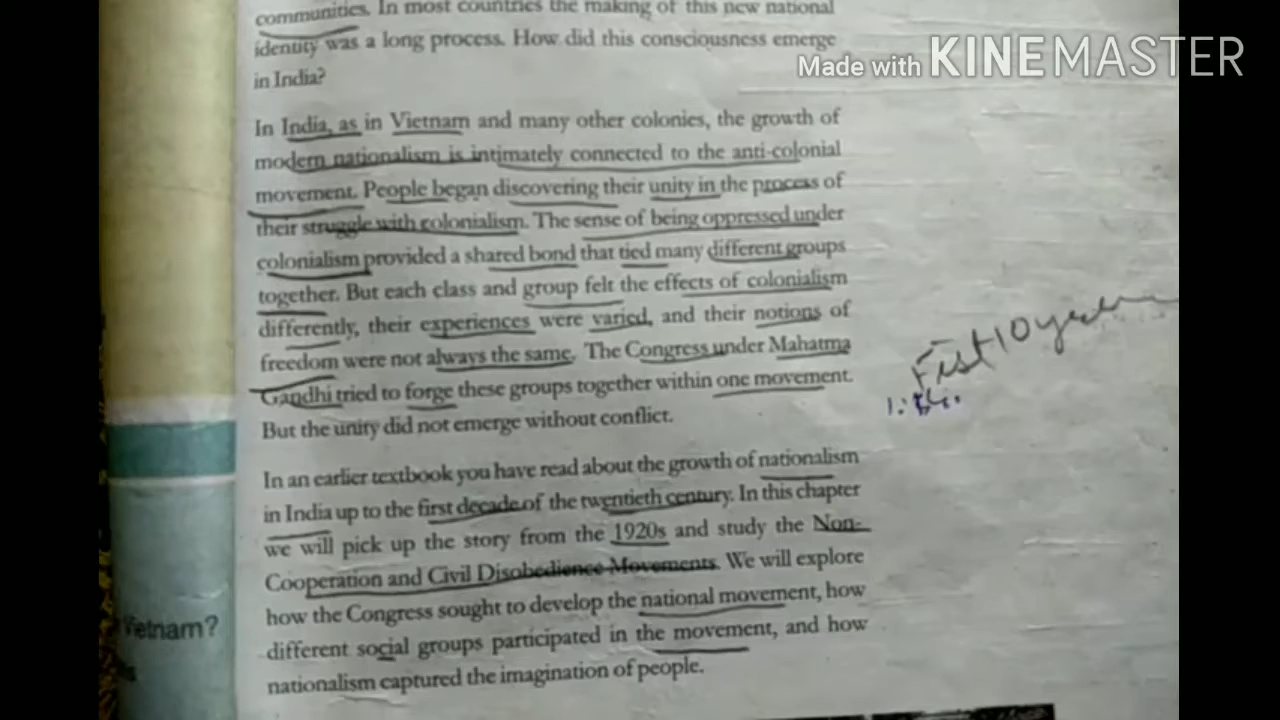 communities. In most countries the making of this new national
identity was a long process. How did this consciousness emerge
in India?
Made with KINEMASTER
In India, as in Vietnam and many other colonies, the growth of
modern nationalism is intimately connected to the anti-colonial
movement. People began discovering their unity in the process of
their struggle with colonialism. The sense of being oppressed under
colonialism provided a shared bond that tied many different groups
together. But each class and group felt the effects of colonialism
differently, their experiences were varied, and their notions of
freedom were not always the same. The Congress under Mahatma
Gandhi tried to forge these groups together within one movement.
But the unity did not emerge without conflict.
In an earlier textbook you have read about the growth of nationalism
in India up to the first decade of the twentieth century. In this chapter
we will pick up the story from the 1920s and study the Non-
Cooperation and Civil Disobedience Movements. We will explore
how the Congress sought to develop the national movement, how
different social groups participated in the movement, and how
nationalism captured the imagination of people.
10
Vietnam?